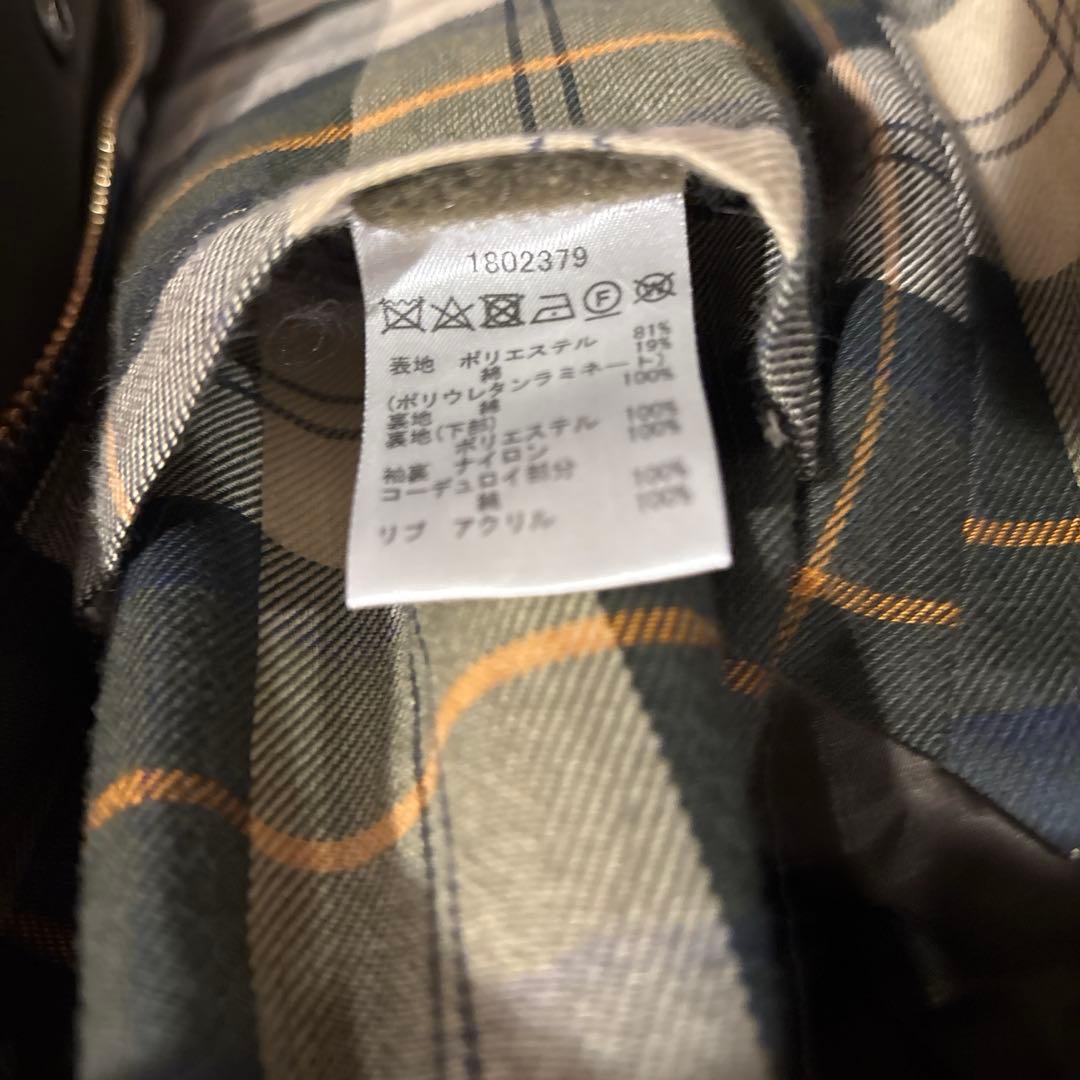 1802379
F W
表地 ポリエステル 81%
綿 19%
(ポリウレタンラミネート)
裏地 綿 100%
裏地(下部)
ポリエステル 100%
袖裏 ナイロン 100%
コーデュロイ部分
綿 100%
リブ アクリル 100%